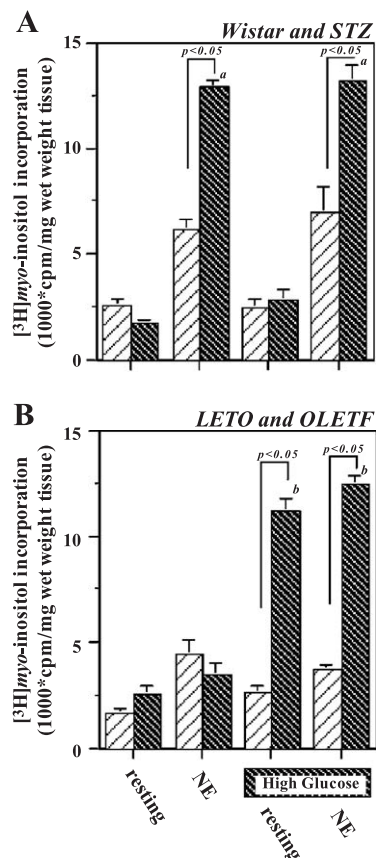 A
Wistar and STZ
[³H]myo-inositol incorporation
(1000*cpm/mg wet weight tissue)
15
10
5
0
p<0.05
a
p<0.05
a
B
LETO and OLETF
[³H]myo-inositol incorporation
(1000*cpm/mg wet weight tissue)
15
10
5
0
p<0.05
b
p<0.05
b
resting
NE
High Glucose
resting
NE